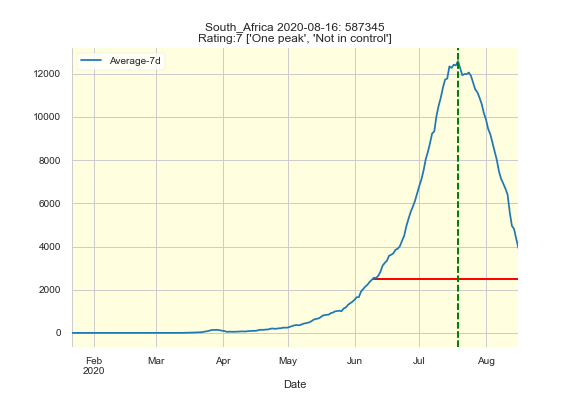 South_Africa 2020-08-16: 587345
Rating:7 ['One peak', 'Not in control']
Average-7d
12000
10000
8000
6000
4000
2000
0
Feb Mar Apr May Jun Jul Aug
2020
Date